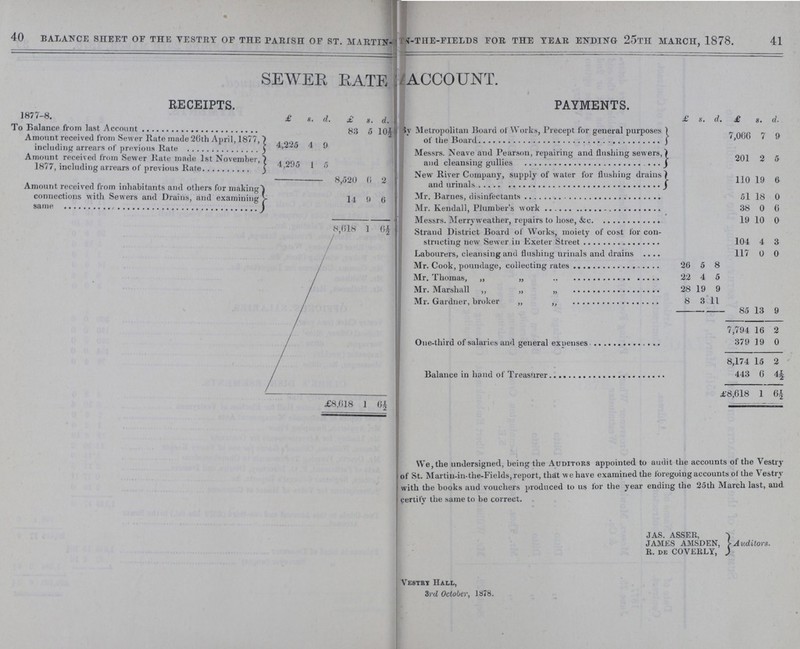 40 BALANCE SHEET OF THE VESTRY OF THE PARISH OF ST. MARTIN-
SEWER RATE
RECEIPTS.
1877-8. £ s. d. £ s. d.
To Balance from last Account 83 5 10½
Amount received from Sewer Rate made 26th April, 1877,
including arrears of previous Rate 4,225 4 9
Amount received from Sewer Rate made 1st November,
1877, including arrears of previous Rate 4,295 1 5
8,520 6 2
Amount received from inhabitants and others for making
connections with Sewers and Drains, and examining
same 14 9 6
8,618 1 6½
£8,618 1 6½
N-THE-FIELDS FOR THE YEAR ENDING 25TH MARCH, 1878. 41
ACCOUNT.
PAYMENTS.
£ s. d. £ s. d.
By Metropolitan Board of Works, Precept for general purposes
of the Board 7,066 7 9
Messrs. Neave and Pearson, repairing and flushing sewers,
and cleansing gullies 201 2 5
New River Company, supply of water for flushing drains
and urinals 110 19 6
Mr. Barnes, disinfectants 51 18 0
Mr. Kendall, Plumber's work 38 0 6
Messrs. Merryweather, repairs to hose, &c. 19 10 0
Strand District Board of Works, moiety of cost for con-
structing new Sewer in Exeter Street 104 4 3
Labourers, cleansing and flushing urinals and drains 117 0 0
Mr. Cook, poundage, collecting rates 26 5 8
Mr. Thomas, „ „ 22 4 5
Mr. Marshall „ „ „ 28 19 9
Mr. Gardner, broker „ „ 8 3 11
85 13 9
7,794 16 2
One-third of salaries and general expenses 379 19 0
8,174 15 2
Balance in hand of Treasurer 443 6 4½
£8,618 1 6½
We, the undersigned, being the AUDITORS appointed to audit the accounts of the Vestry
of St. Martin-in-the-Fields, report, that we have examined the foregoing accounts of the Vestry
with the books and vouchers produced to us for the year ending the 25th March last, and
certify the same to be correct.
JAS. ASSER,
JAMES AMSDEN, Auditors.
R. DE COVERLY,
VESTRY HALL,
3rd October, 1878.